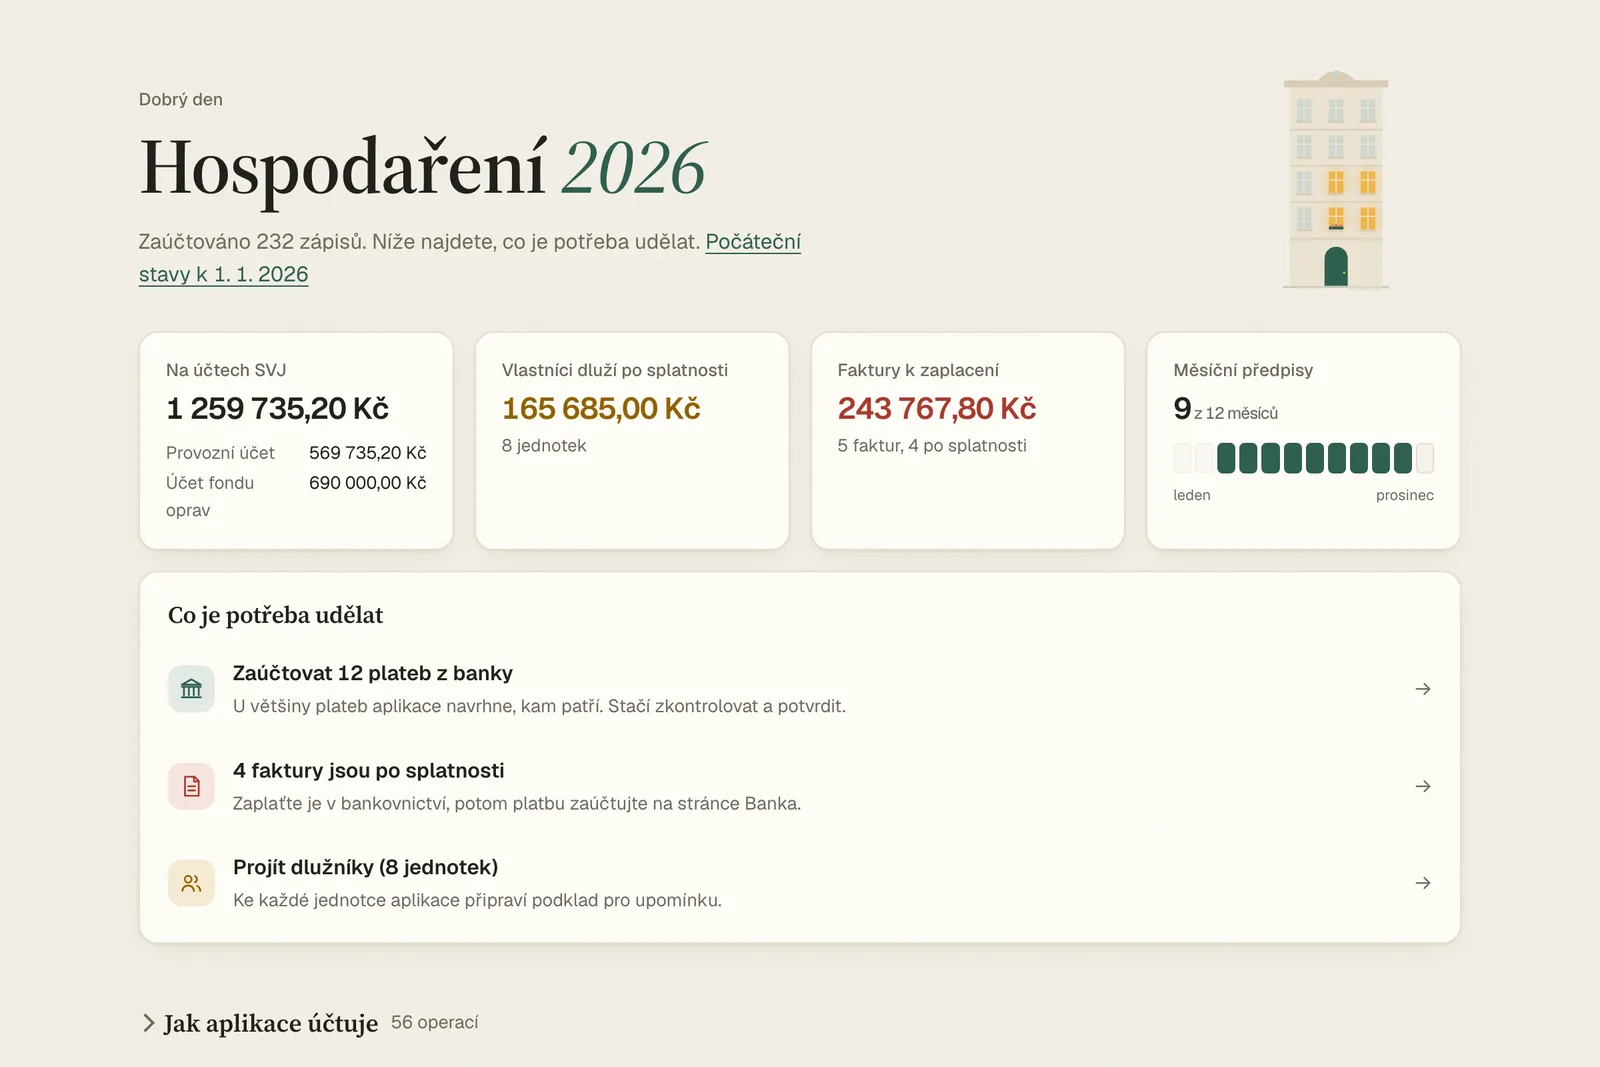 Dobrý den
Hospodaření 2026
Zaúčtováno 232 zápisů. Níže najdete, co je potřeba udělat. Počáteční
stavy k 1. 1. 2026
Na účtech SVJ
1 259 735,20 Kč
Provozní účet 569 735,20 Kč
Účet fondu 690 000,00 Kč
oprav
Vlastníci dluží po splatnosti
165 685,00 Kč
8 jednotek
Faktury k zaplacení
243 767,80 Kč
5 faktur, 4 po splatnosti
Měsíční předpisy
9 z 12 měsíců
leden prosinec
Co je potřeba udělat
Zaúčtovat 12 plateb z banky
U většiny plateb aplikace navrhne, kam patří. Stačí zkontrolovat a potvrdit.
4 faktury jsou po splatnosti
Zaplaťte je v bankovnictví, potom platbu zaúčtujte na stránce Banka.
Projít dlužníky (8 jednotek)
Ke každé jednotce aplikace připraví podklad pro upomínku.
Jak aplikace účtuje 56 operací